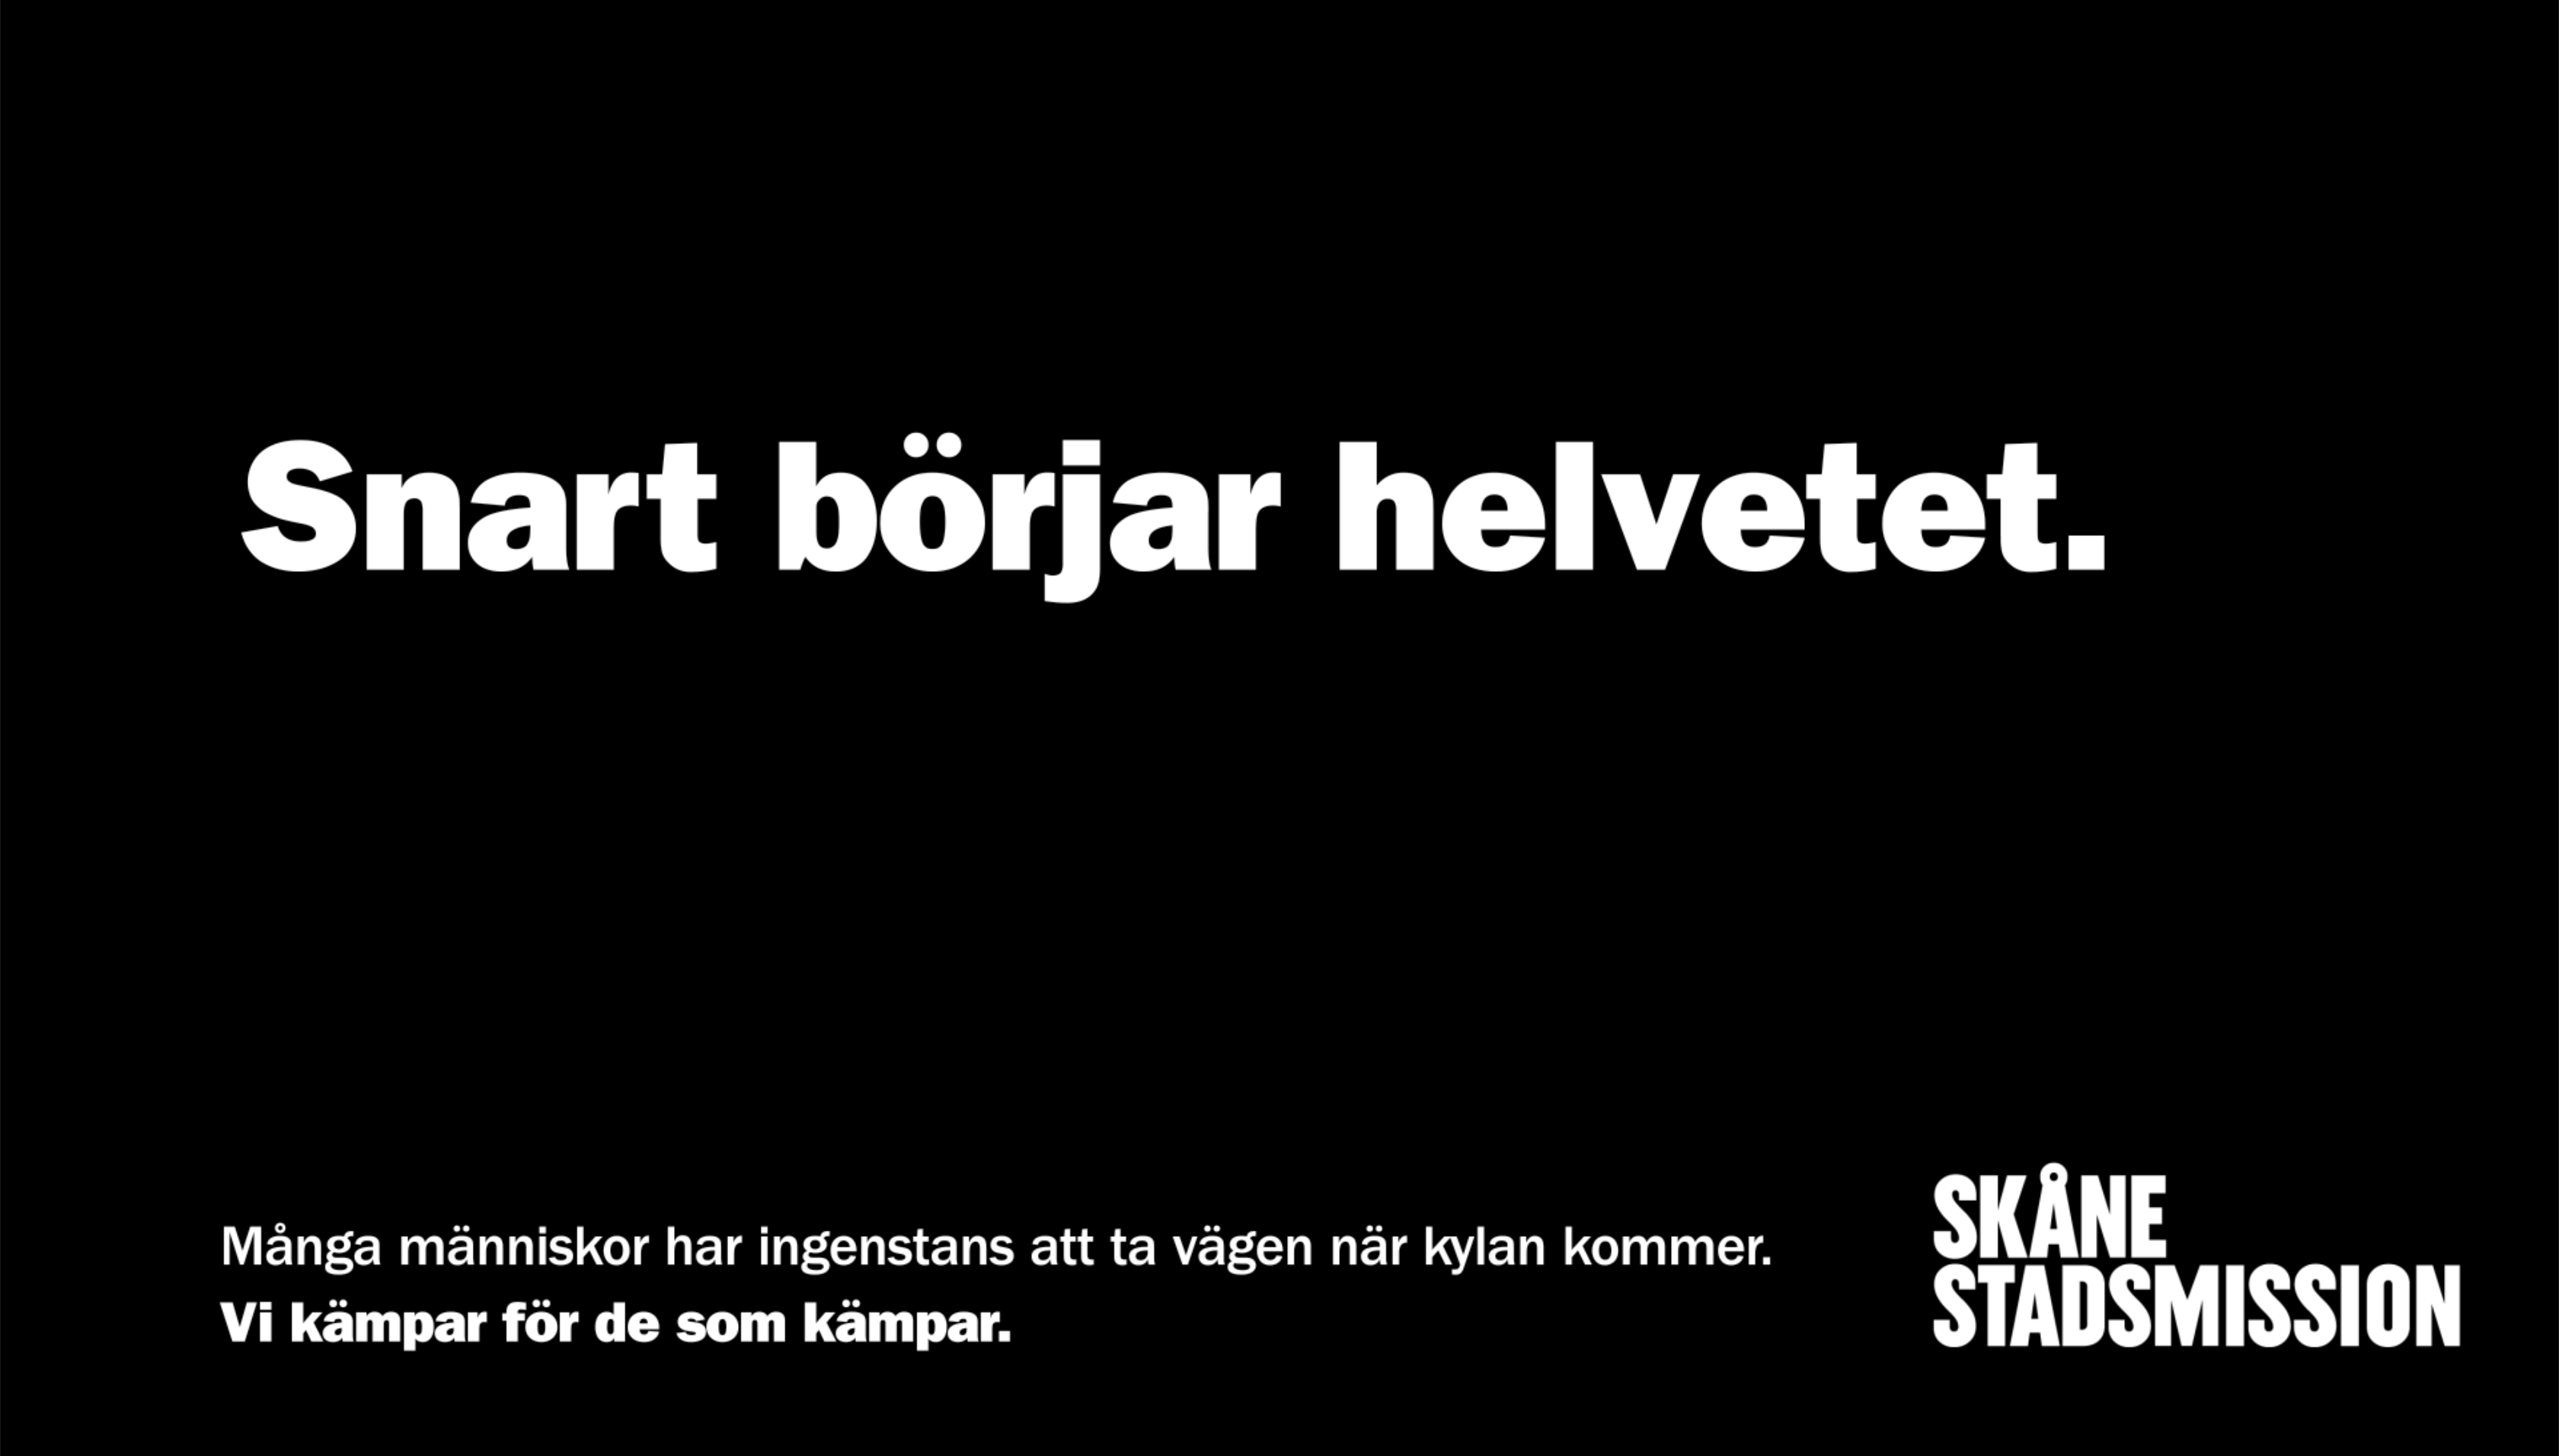 Snart börjar helvetet.
Många människor har ingenstans att ta vägen när kylan kommer.
Vi kämpar för de som kämpar.
SKÅNE
STADSMISSION